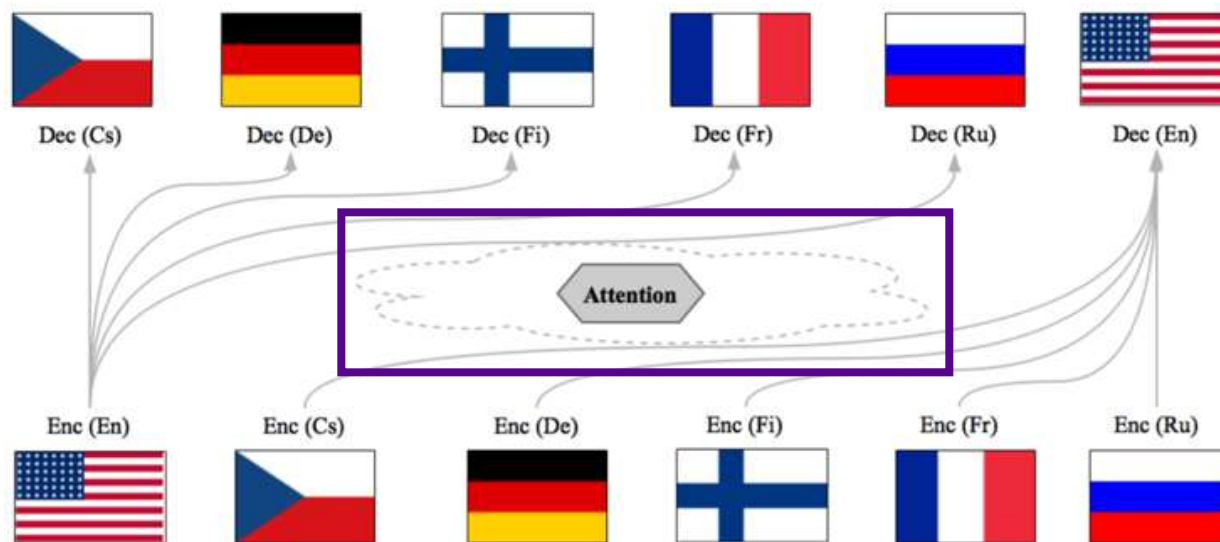 Dec (Cs) Dec (De) Dec (Fi) Dec (Fr) Dec (Ru) Dec (En)
Attention
Enc (En) Enc (Cs) Enc (De) Enc (Fi) Enc (Fr) Enc (Ru)